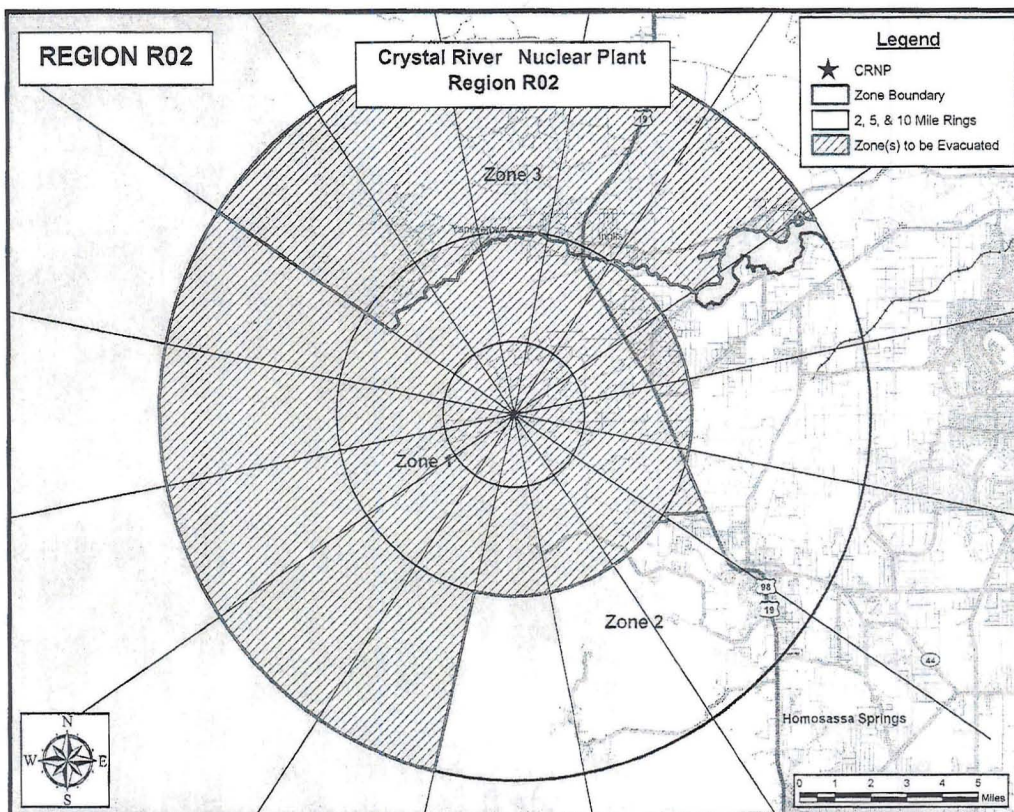 REGION R02
Crystal River Nuclear Plant
Region R02
Legend
CRNP
Zone Boundary
2, 5, & 10 Mile Rings
Zone(s) to be Evacuated
19
Zone 3
Yankeetown
Inglis
Zone 1
Zone 2
98
19
44
Homosassa Springs
N
W E
S
0 1 2 3 4 5
Miles